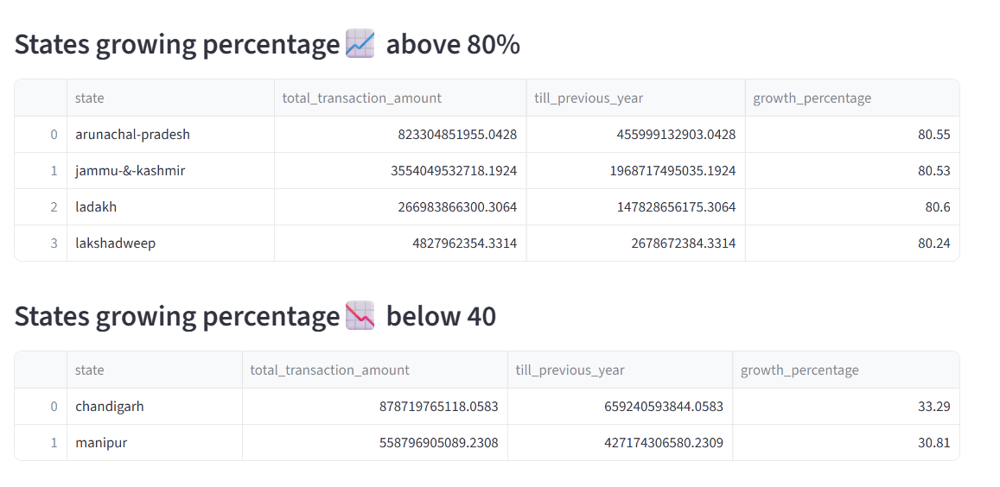 States growing percentage 📈 above 80%
state total_transaction_amount till_previous_year growth_percentage
0 arunachal-pradesh 823304851955.0428 455999132903.0428 80.55
1 jammu-&-kashmir 3554049532718.1924 1968717495035.1924 80.53
2 ladakh 266983866300.3064 147828656175.3064 80.6
3 lakshadweep 4827962354.3314 2678672384.3314 80.24
States growing percentage 📉 below 40
state total_transaction_amount till_previous_year growth_percentage
0 chandigarh 878719765118.0583 659240593844.0583 33.29
1 manipur 558796905089.2308 427174306580.2309 30.81